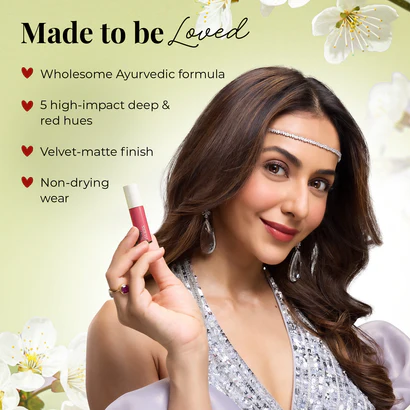 Made to be Loved
Wholesome Ayurvedic formula
5 high-impact deep &
red hues
Velvet-matte finish
Non-drying
wear